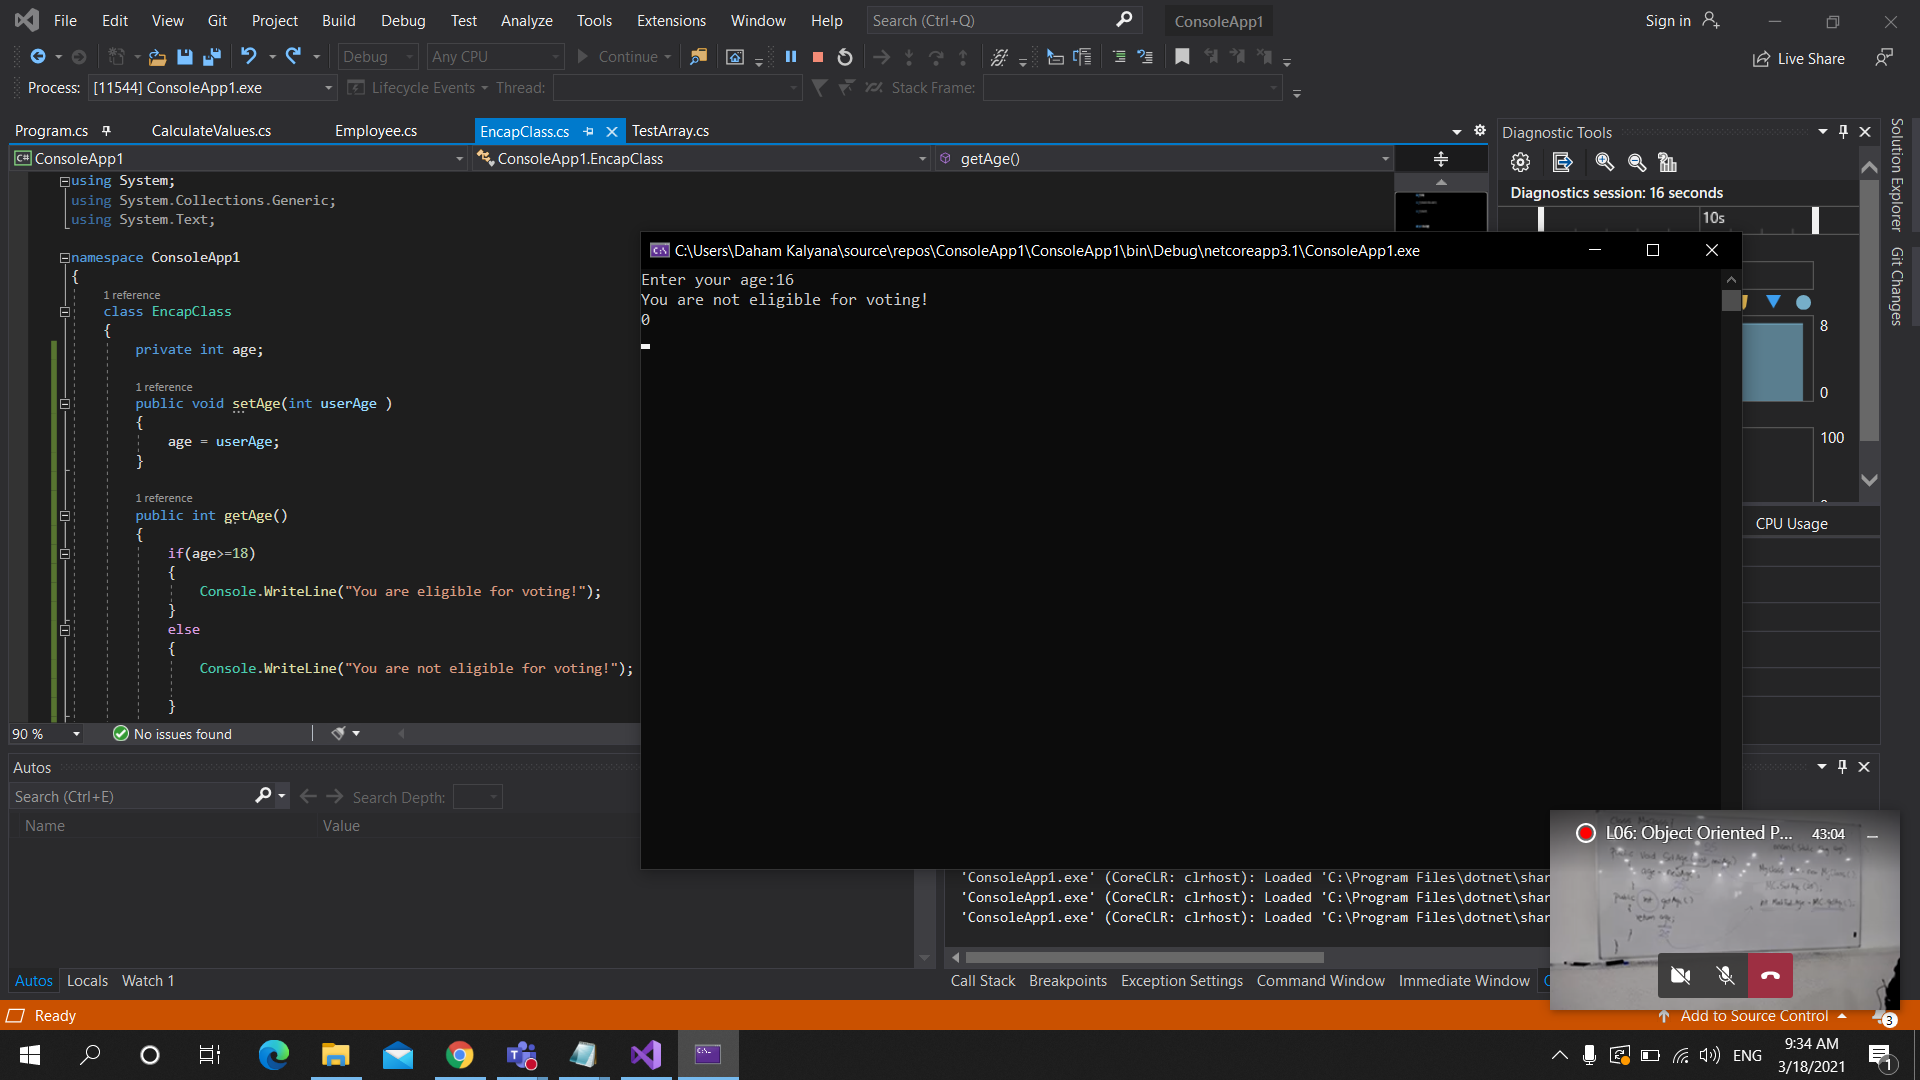 File Edit View Git Project Build Debug Test Analyze Tools Extensions Window Help Search (Ctrl+Q) ConsoleApp1 Sign in
Debug Any CPU Continue Live Share
Process: [11544] ConsoleApp1.exe Lifecycle Events Thread: Stack Frame:
Program.cs CalculateValues.cs Employee.cs EncapClass.cs TestArray.cs
ConsoleApp1 ConsoleApp1.EncapClass getAge()
using System;
using System.Collections.Generic;
using System.Text;
namespace ConsoleApp1
{
1 reference
class EncapClass
{
private int age;
1 reference
public void setAge(int userAge )
{
age = userAge;
}
1 reference
public int getAge()
{
if(age>=18)
{
Console.WriteLine("You are eligible for voting!");
}
else
{
Console.WriteLine("You are not eligible for voting!");
}
90 % No issues found
C:\Users\Daham Kalyana\source\repos\ConsoleApp1\ConsoleApp1\bin\Debug\netcoreapp3.1\ConsoleApp1.exe
Enter your age:16
You are not eligible for voting!
0
Diagnostic Tools
Diagnostics session: 16 seconds
10s
8
0
100
CPU Usage
Solution Explorer
Git Changes
Autos
Search (Ctrl+E) Search Depth:
Name Value
Autos Locals Watch 1
'ConsoleApp1.exe' (CoreCLR: clrhost): Loaded 'C:\Program Files\dotnet\shar
'ConsoleApp1.exe' (CoreCLR: clrhost): Loaded 'C:\Program Files\dotnet\shar
'ConsoleApp1.exe' (CoreCLR: clrhost): Loaded 'C:\Program Files\dotnet\shar
Call Stack Breakpoints Exception Settings Command Window Immediate Window
L06: Object Oriented P... 43:04
Ready Add to Source Control 3
ENG 9:34 AM
3/18/2021 1